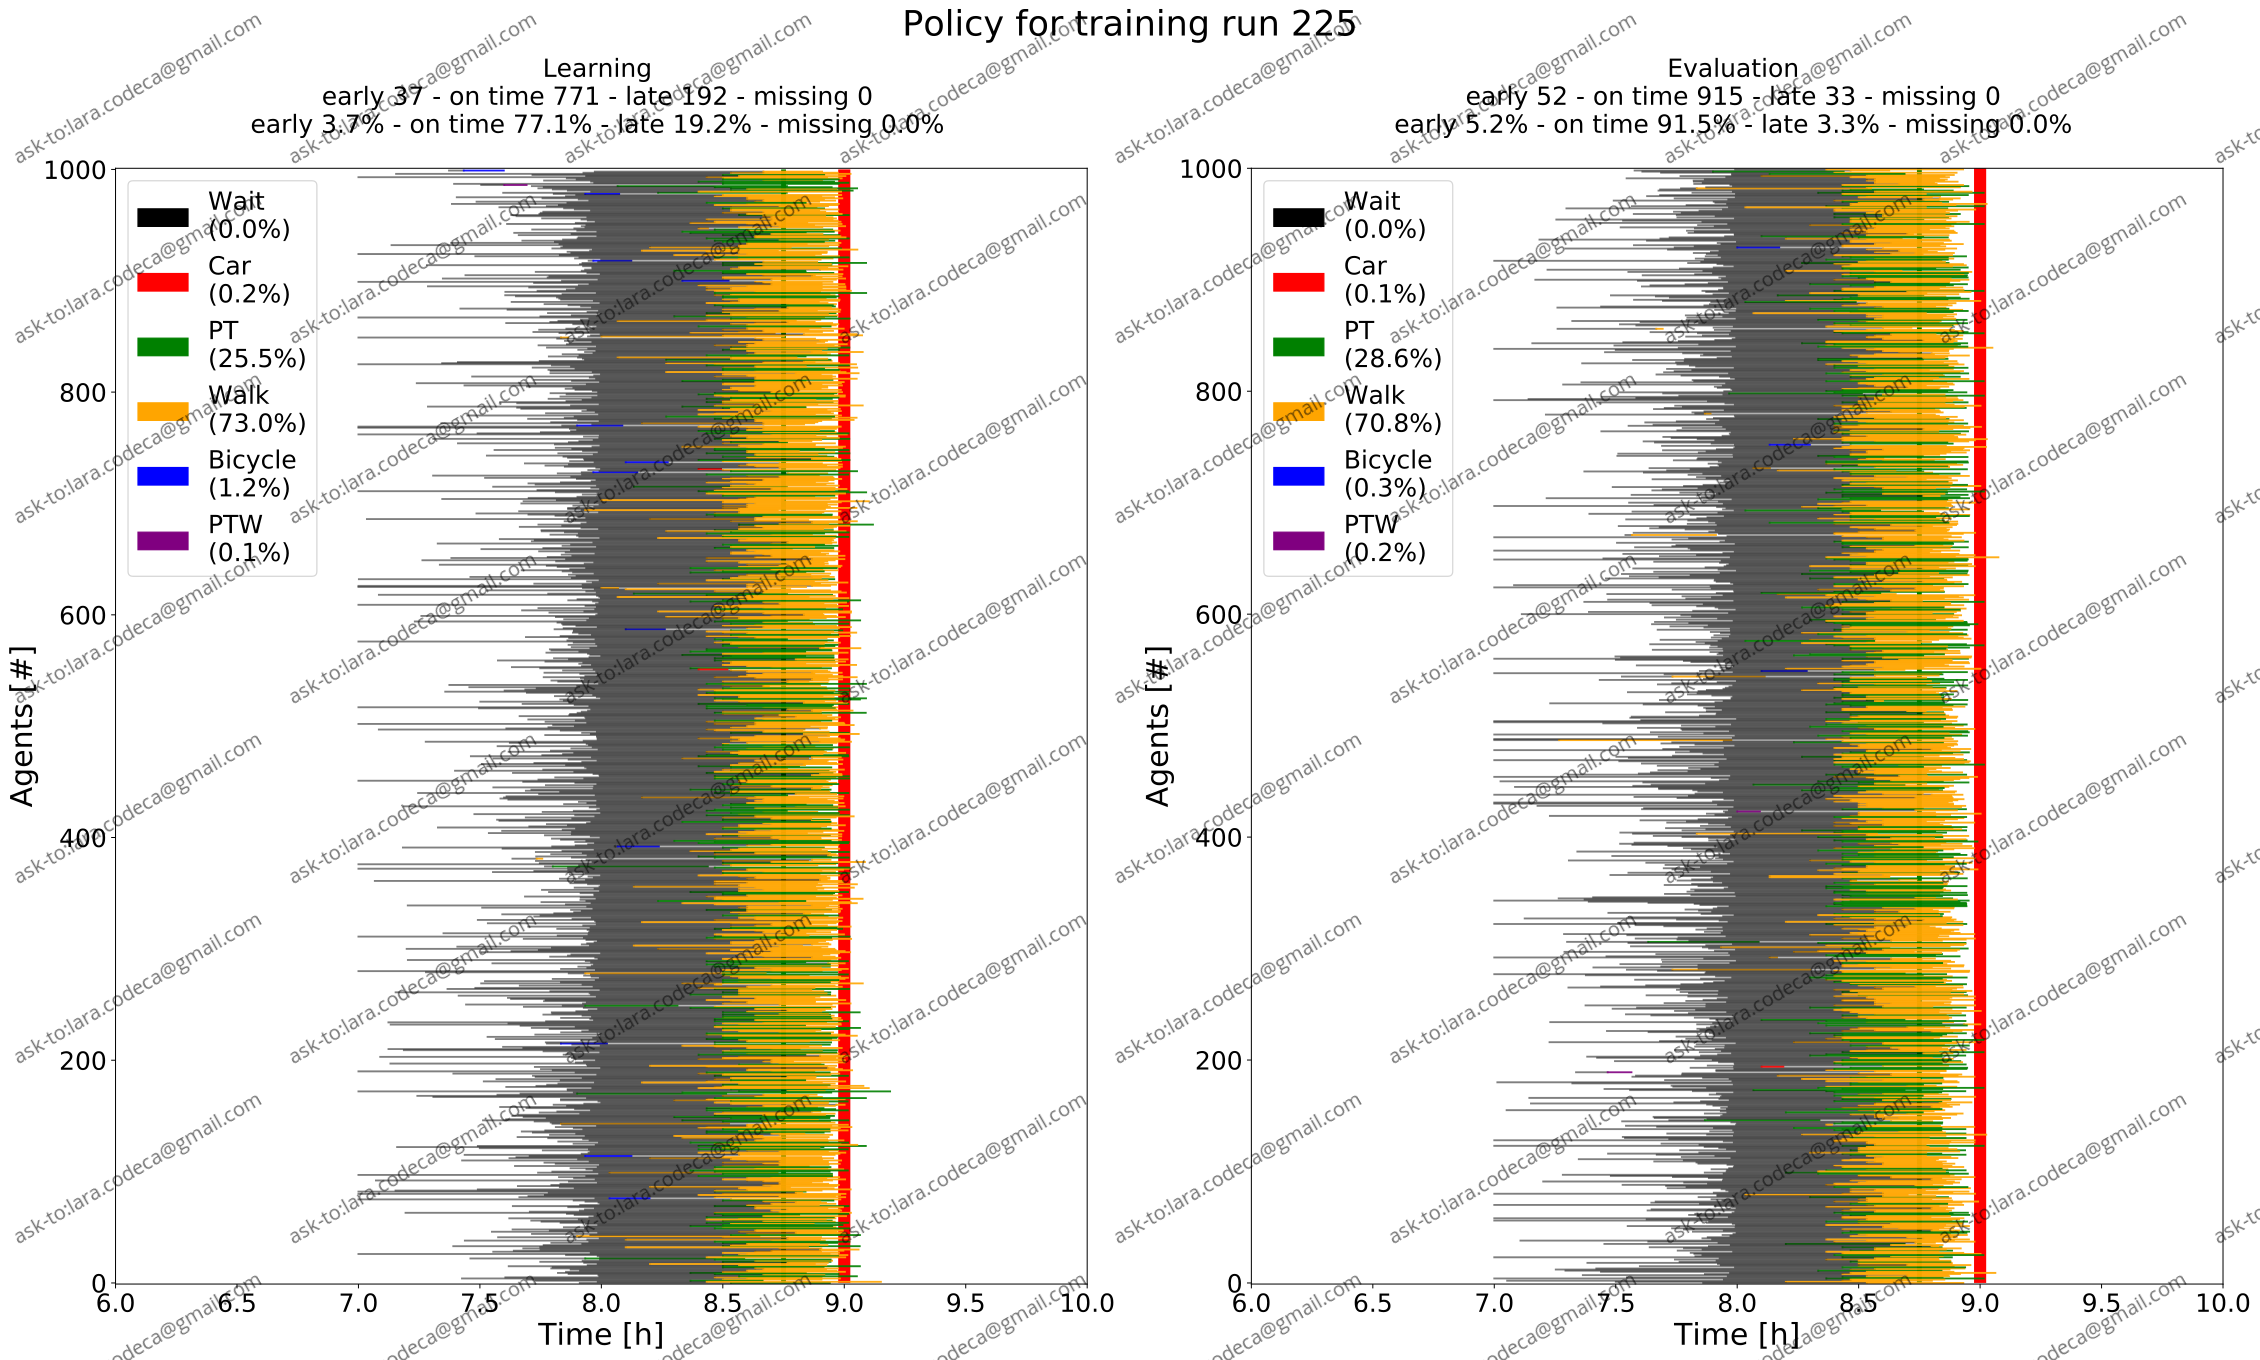 Policy for training run 225
Learning
early 37 - on time 771 - late 192 - missing 0
early 3.7% - on time 77.1% - late 19.2% - missing 0.0%
Agents [#]
1000
800
600
400
200
0
Wait
(0.0%)
Car
(0.2%)
PT
(25.5%)
Walk
(73.0%)
Bicycle
(1.2%)
PTW
(0.1%)
6.0 6.5 7.0 7.5 8.0 8.5 9.0 9.5 10.0
Time [h]
Evaluation
early 52 - on time 915 - late 33 - missing 0
early 5.2% - on time 91.5% - late 3.3% - missing 0.0%
Agents [#]
1000
800
600
400
200
0
Wait
(0.0%)
Car
(0.1%)
PT
(28.6%)
Walk
(70.8%)
Bicycle
(0.3%)
PTW
(0.2%)
6.0 6.5 7.0 7.5 8.0 8.5 9.0 9.5 10.0
Time [h]
ask-to:lara.codeca@gmail.com